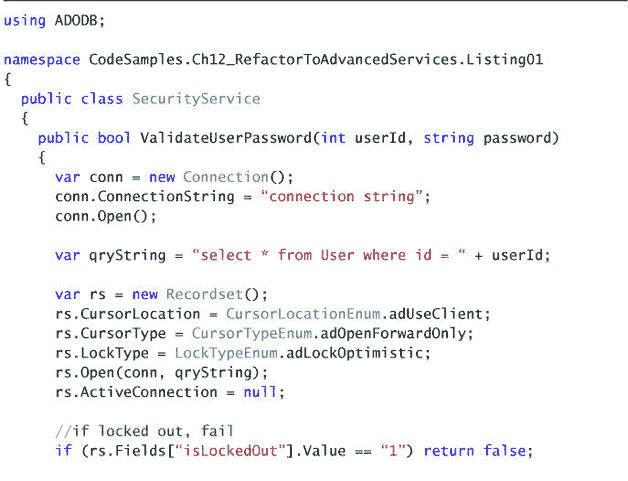 using ADODB;
namespace CodeSamples.Ch12_RefactorToAdvancedServices.Listing01
{
public class SecurityService
{
public bool ValidateUserPassword(int userId, string password)
{
var conn = new Connection();
conn.ConnectionString = “connection string”;
conn.Open();
var qryString = “select * from User where id = “ + userId;
var rs = new Recordset();
rs.CursorLocation = CursorLocationEnum.adUseClient;
rs.CursorType = CursorTypeEnum.adOpenForwardOnly;
rs.LockType = LockTypeEnum.adLockOptimistic;
rs.Open(conn, qryString);
rs.ActiveConnection = null;
//if locked out, fail
if (rs.Fields[“isLockedOut”].Value == “1”) return false;